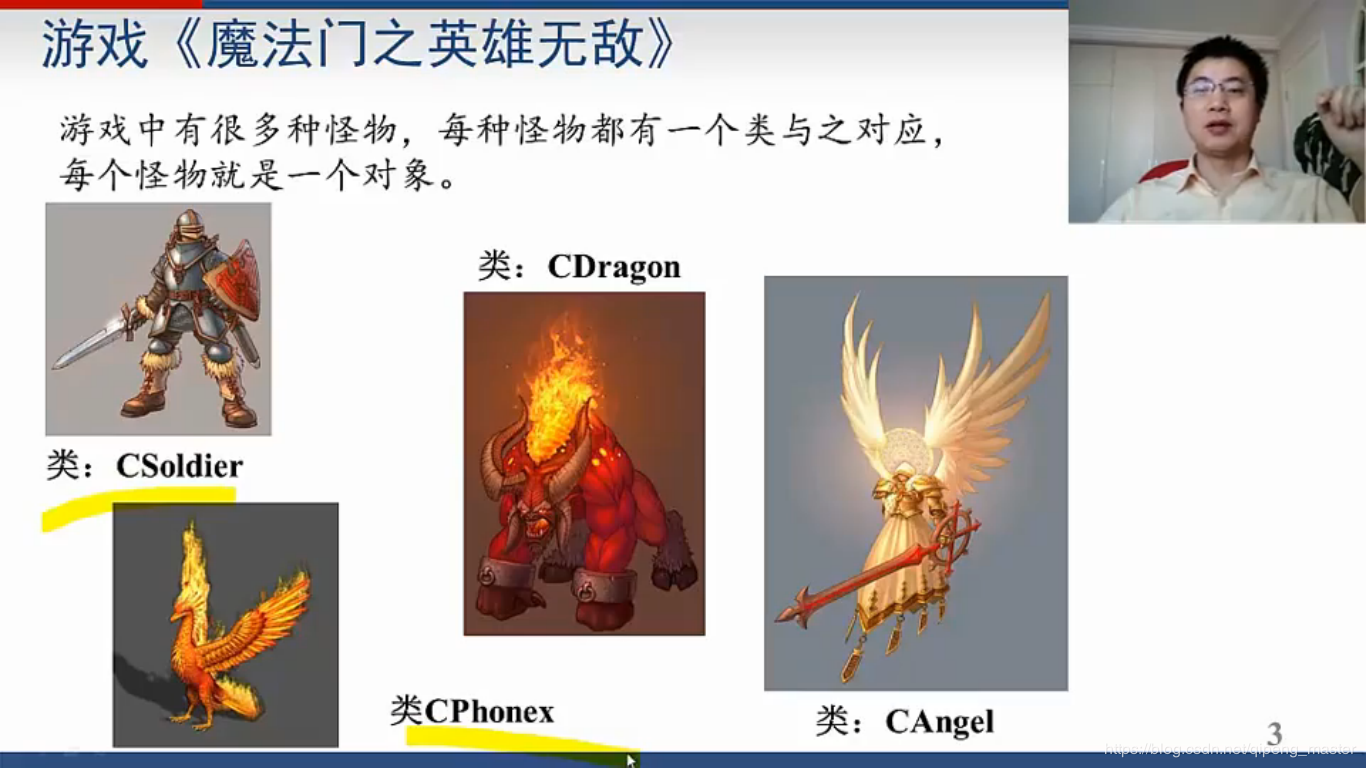 游戏《魔法门之英雄无敌》
游戏中有很多种怪物，每种怪物都有一个类与之对应，
每个怪物就是一个对象。
类：CDragon
类：CSoldier
类CPhonex
类：CAngel
3
https://blog.csdn.net/qipeng_master